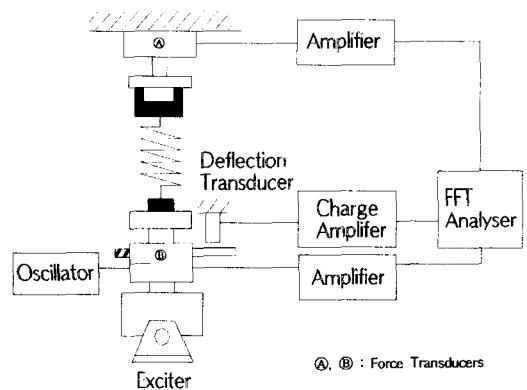 Ⓐ
Amplifier
Deflection
Transducer
Charge
Amplifer
FFT
Analyser
Ⓑ
Oscillator
Amplifier
Exciter
Ⓐ, Ⓑ : Force Transducers